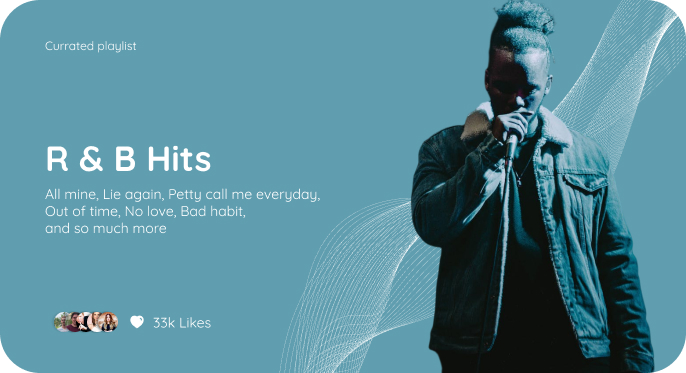 Currated playlist
R & B Hits
All mine, Lie again, Petty call me everyday,
Out of time, No love, Bad habit,
and so much more
33k Likes